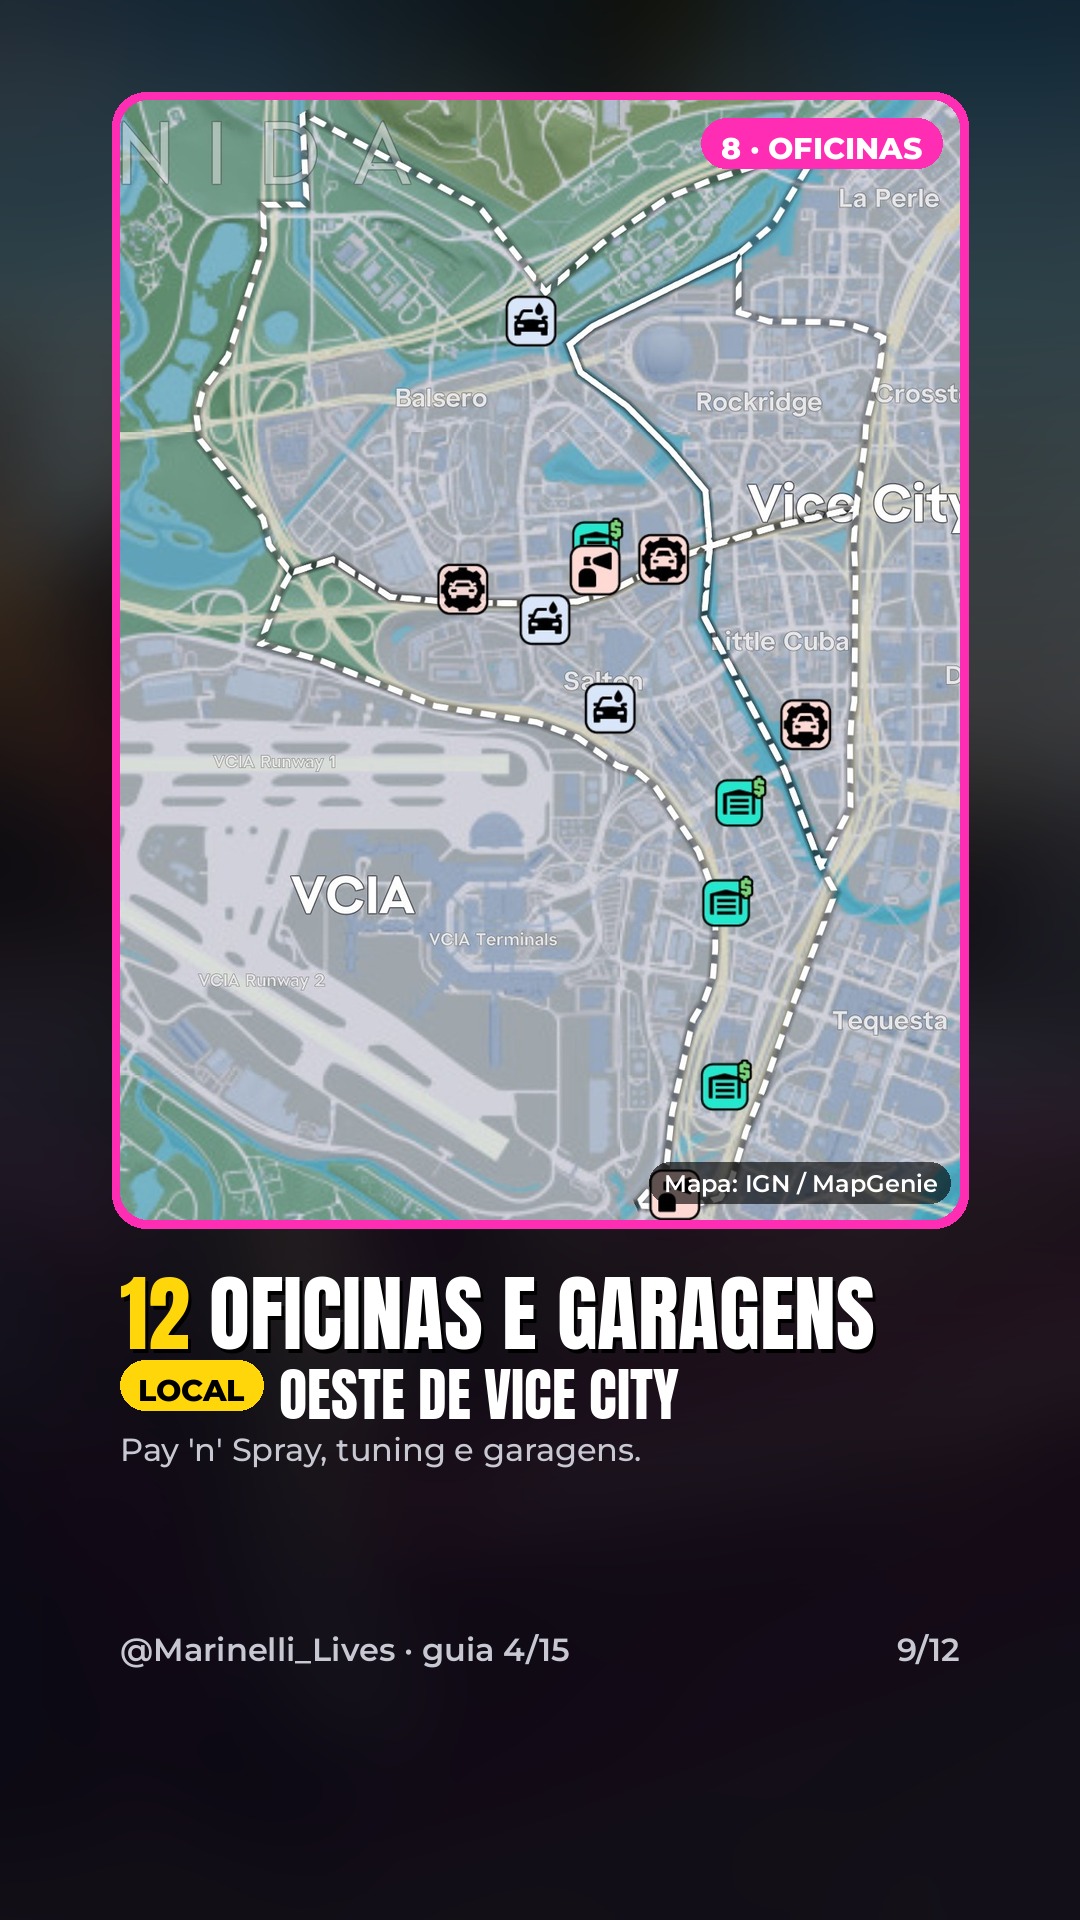 NIDA
8 · OFICINAS
La Perle
Balsero
Rockridge
Vice City
Little Cuba
Salton
VCIA Runway 1
VCIA
VCIA Terminals
VCIA Runway 2
Tequesta
Mapa: IGN / MapGenie
12 OFICINAS E GARAGENS
LOCAL OESTE DE VICE CITY
Pay 'n' Spray, tuning e garagens.
@Marinelli_Lives · guia 4/15
9/12